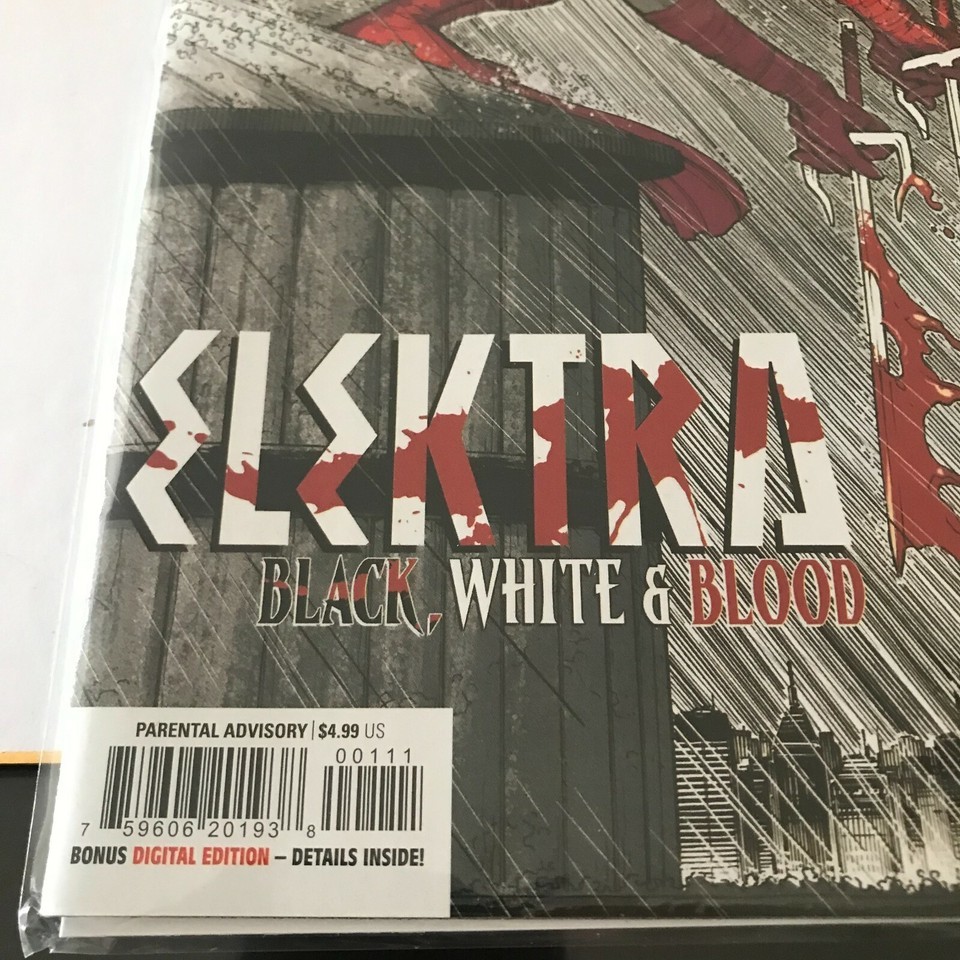 ELEKTRA
BLACK, WHITE & BLOOD
PARENTAL ADVISORY | $4.99 US
00111
7 59606 20193 8
BONUS DIGITAL EDITION – DETAILS INSIDE!